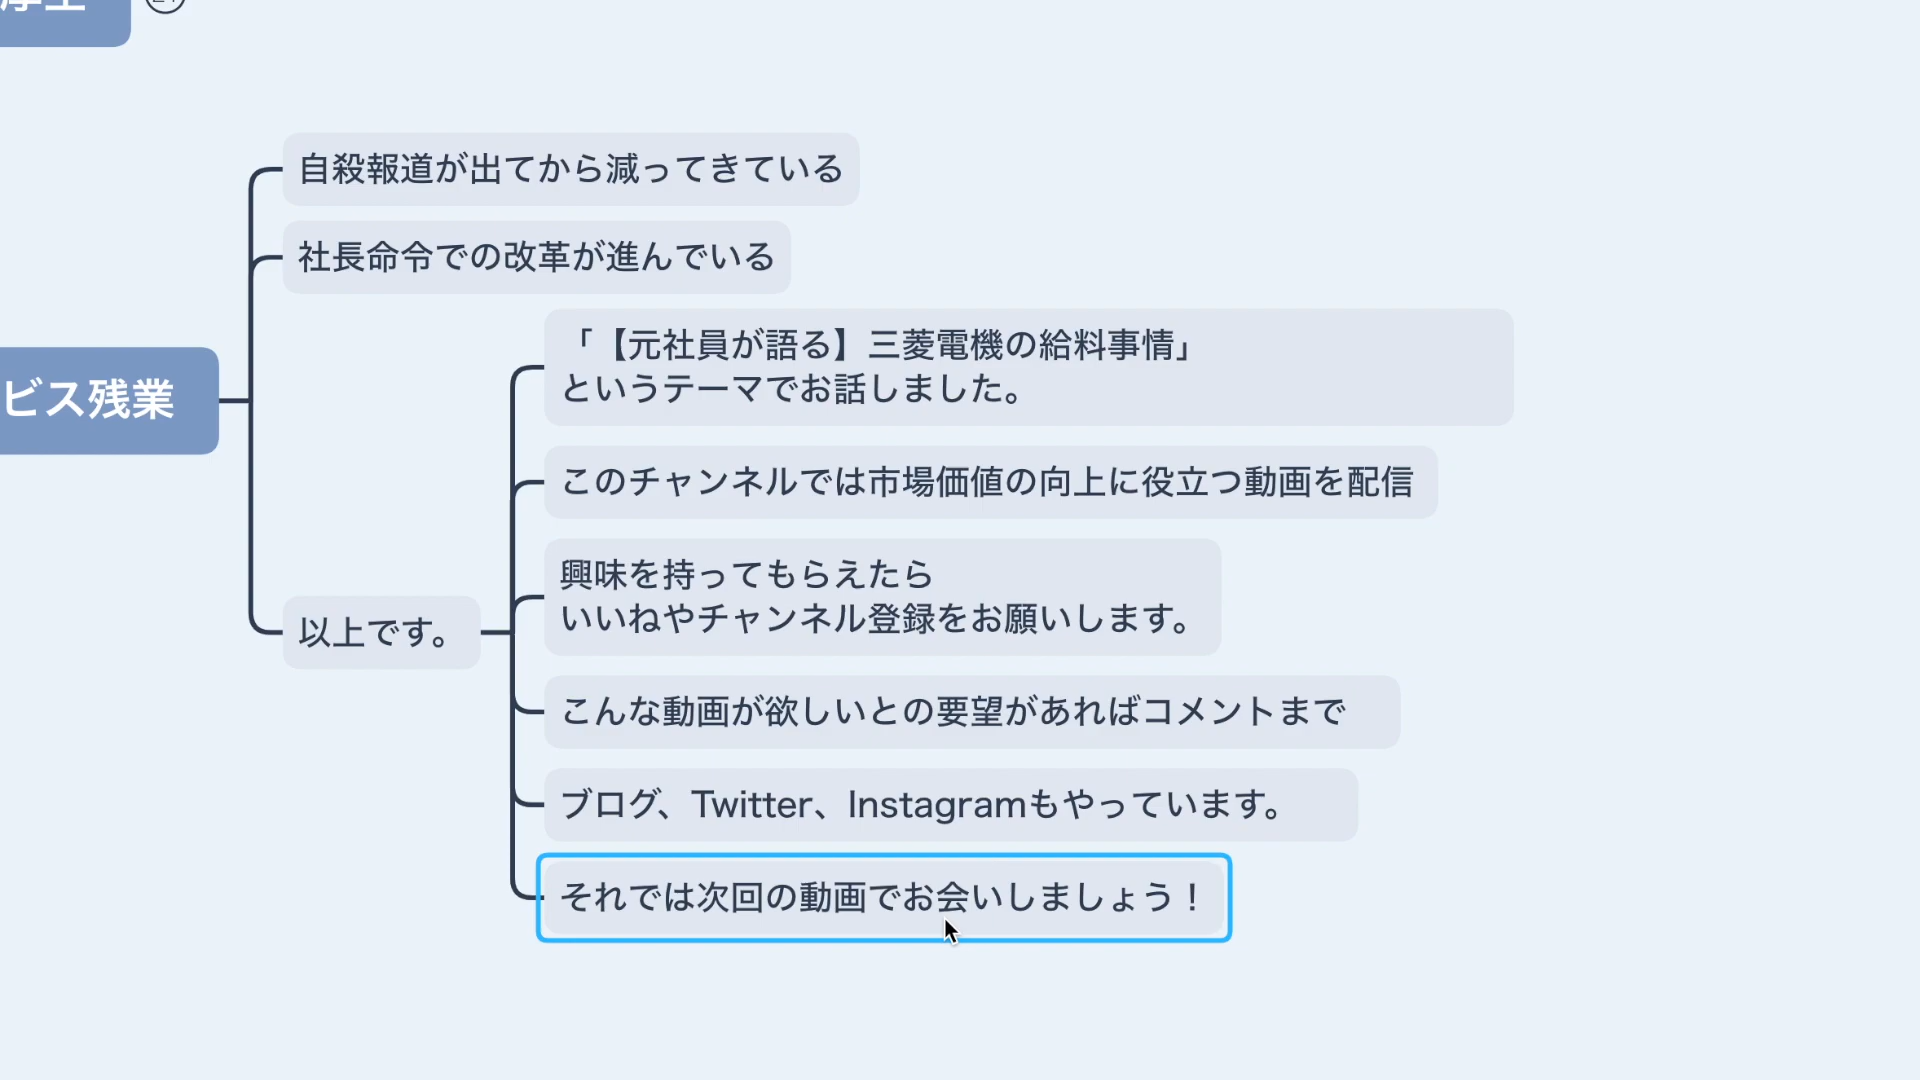 自殺報道が出てから減ってきている
社長命令での改革が進んでいる
ビス残業
以上です。
「【元社員が語る】三菱電機の給料事情」
というテーマでお話しました。
このチャンネルでは市場価値の向上に役立つ動画を配信
興味を持ってもらえたら
いいねやチャンネル登録をお願いします。
こんな動画が欲しいとの要望があればコメントまで
ブログ、Twitter、Instagramもやっています。
それでは次回の動画でお会いしましょう！